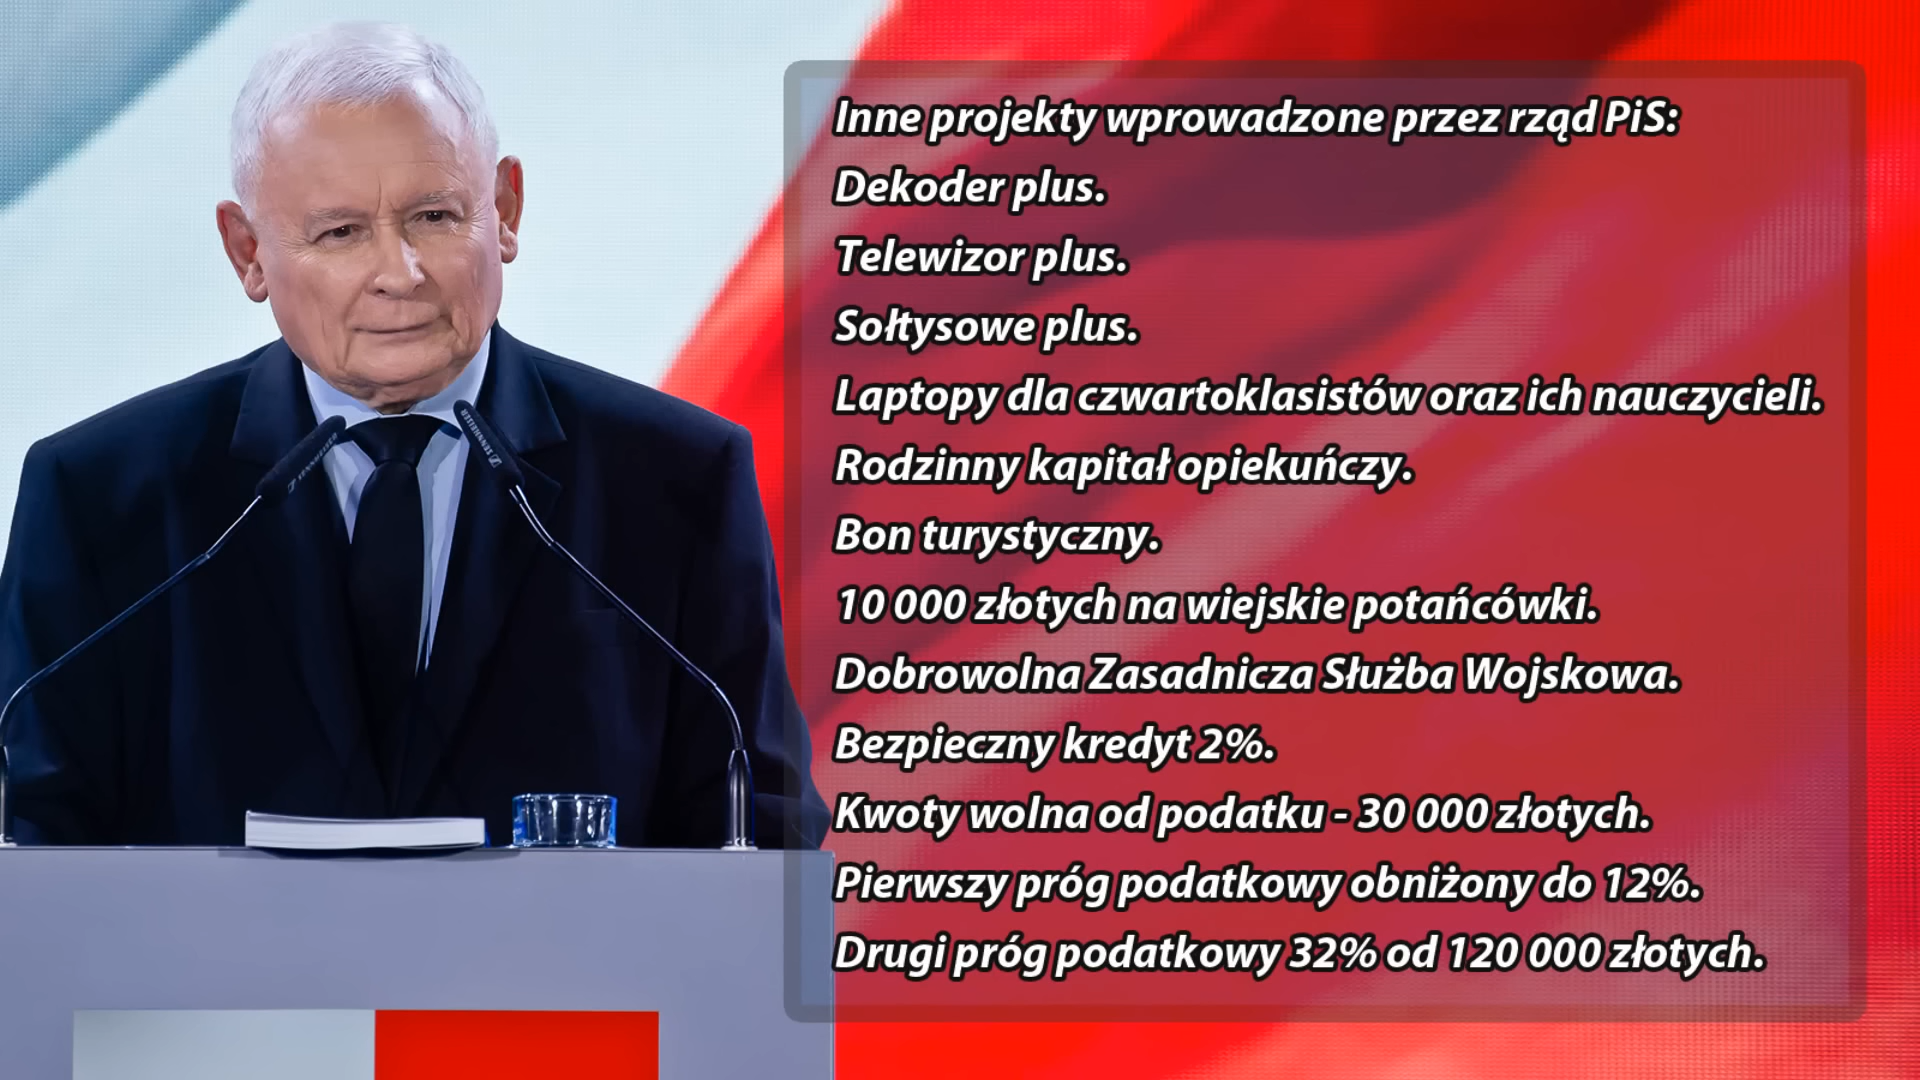 Inne projekty wprowadzone przez rząd PiS:
Dekoder plus.
Telewizor plus.
Sołtysowe plus.
Laptopy dla czwartoklasistów oraz ich nauczycieli.
Rodzinny kapitał opiekuńczy.
Bon turystyczny.
10 000 złotych na wiejskie potańcówki.
Dobrowolna Zasadnicza Służba Wojskowa.
Bezpieczny kredyt 2%.
Kwoty wolna od podatku - 30 000 złotych.
Pierwszy próg podatkowy obniżony do 12%.
Drugi próg podatkowy 32% od 120 000 złotych.
SENNHEISER
SENNHEISER